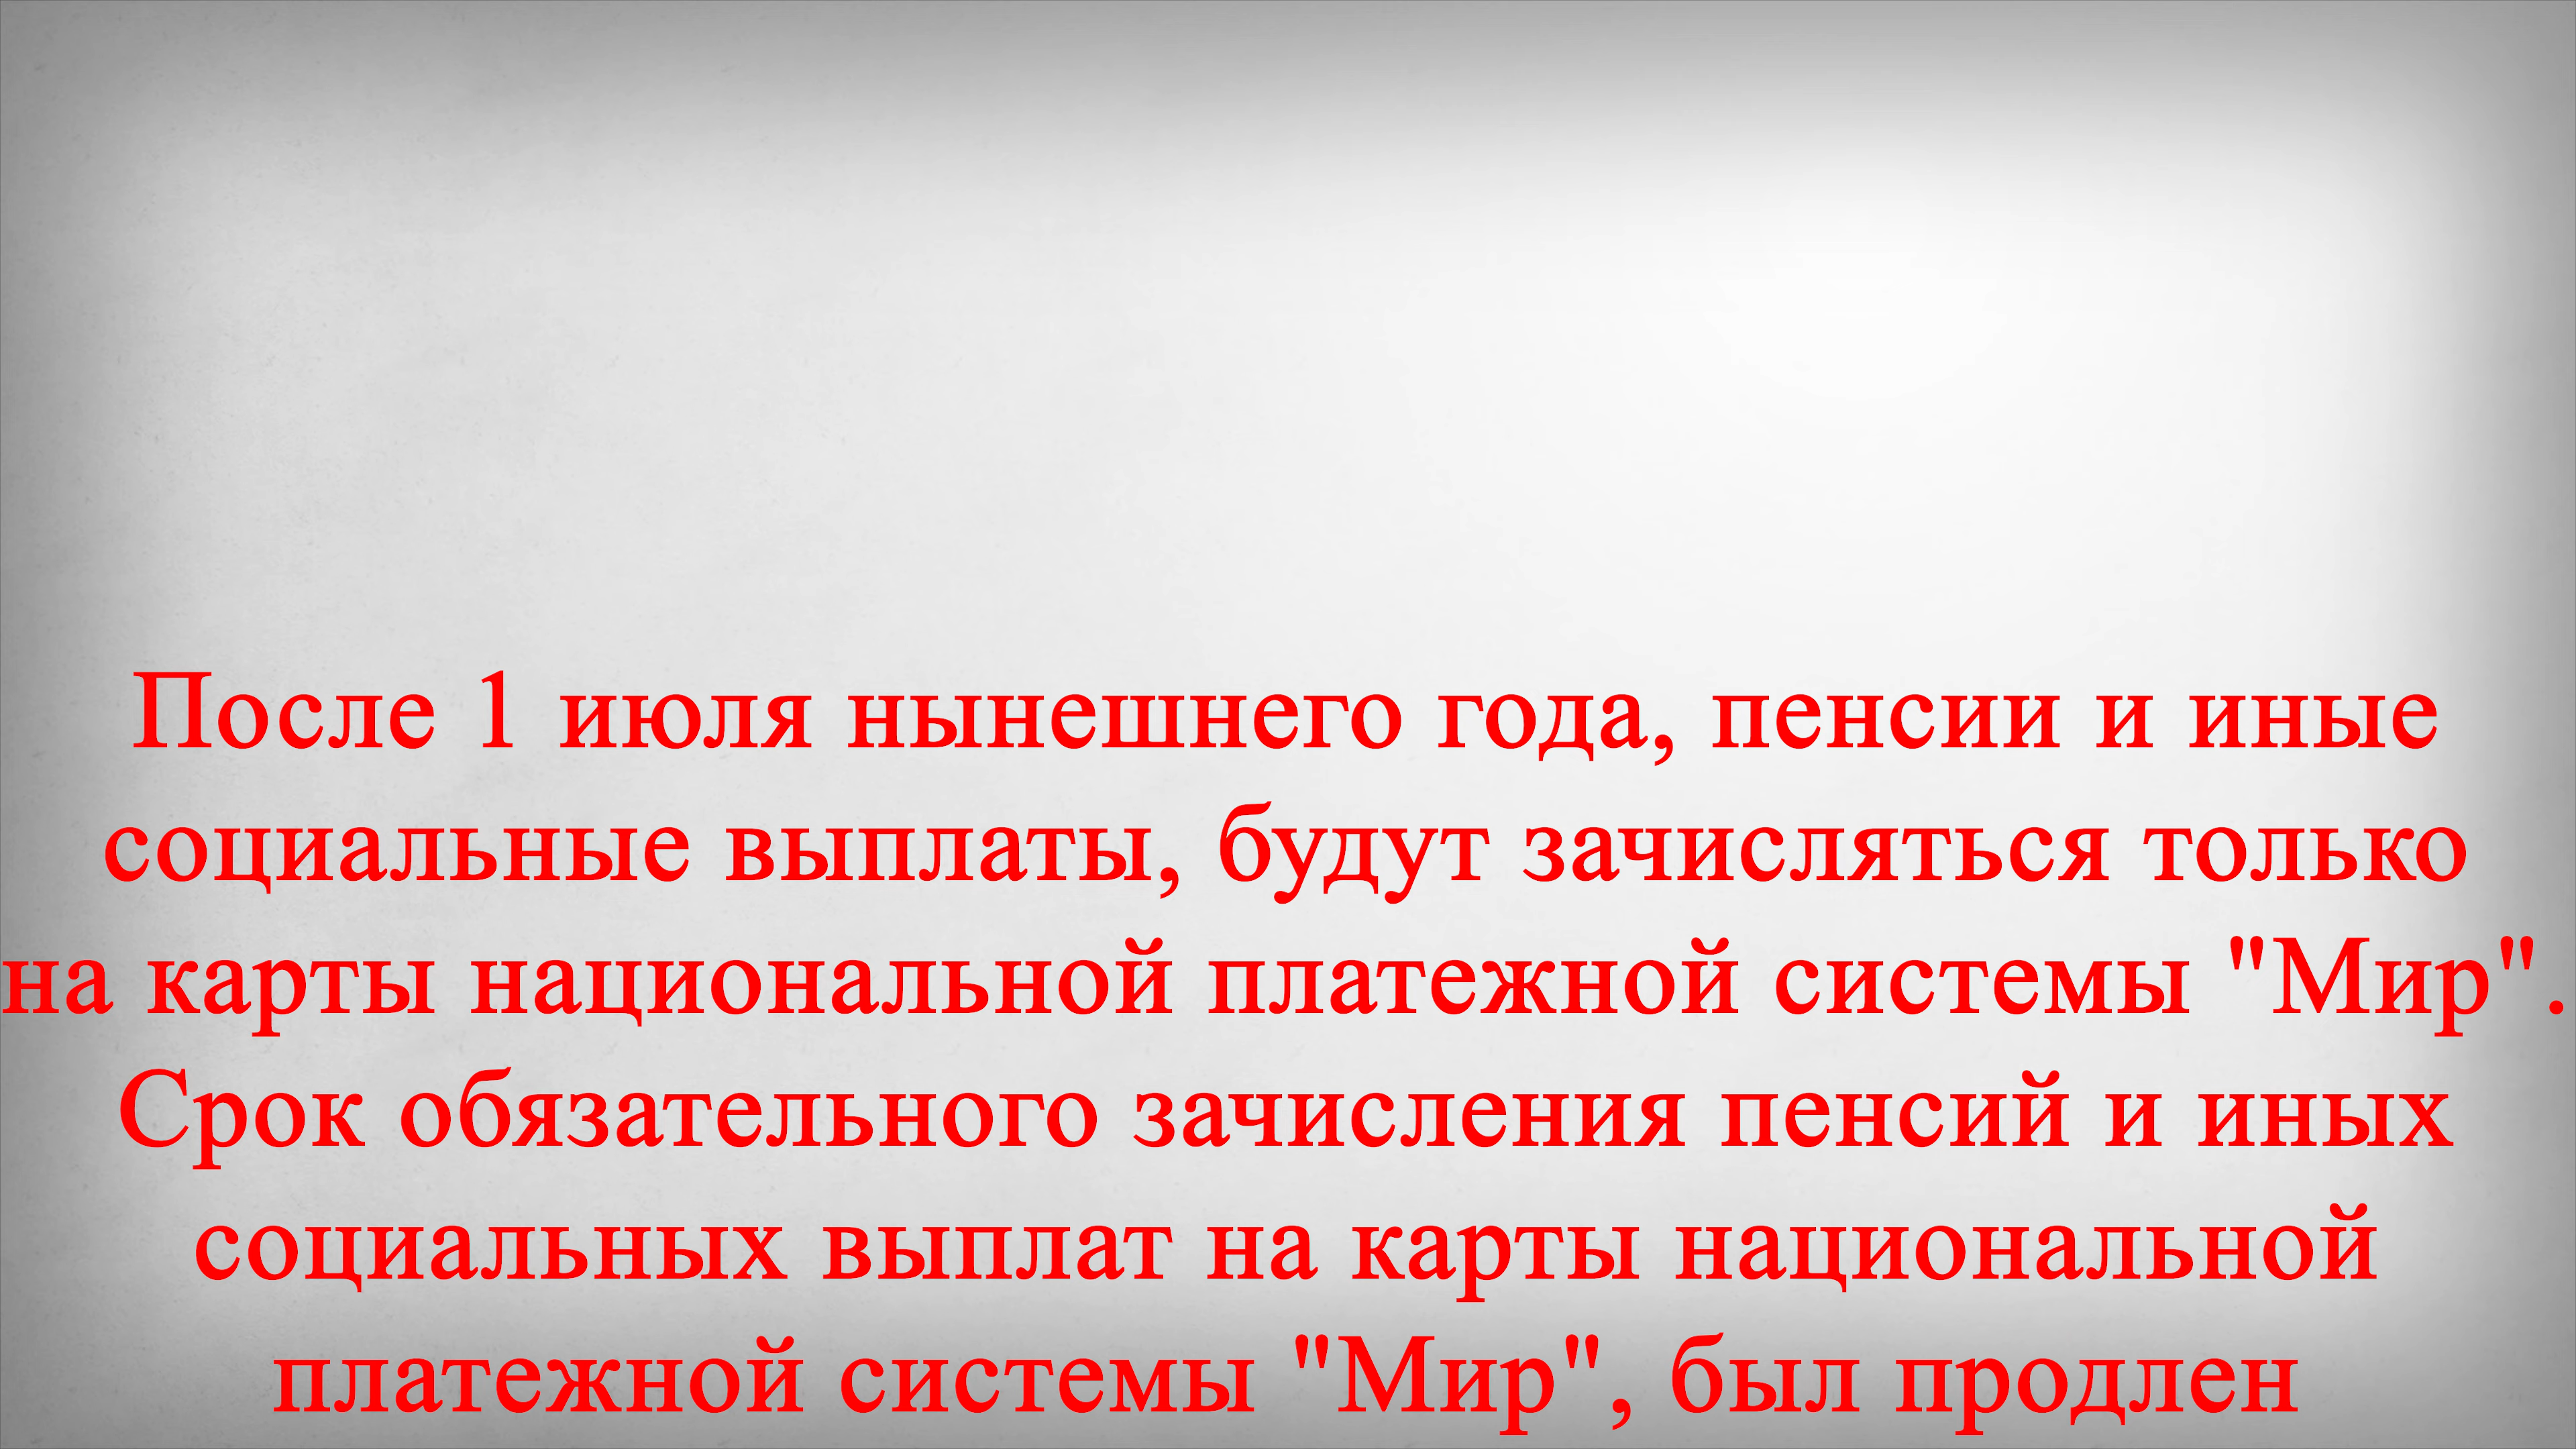 После 1 июля нынешнего года, пенсии и иные
социальные выплаты, будут зачисляться только
на карты национальной платежной системы "Мир".
Срок обязательного зачисления пенсий и иных
социальных выплат на карты национальной
платежной системы "Мир", был продлен